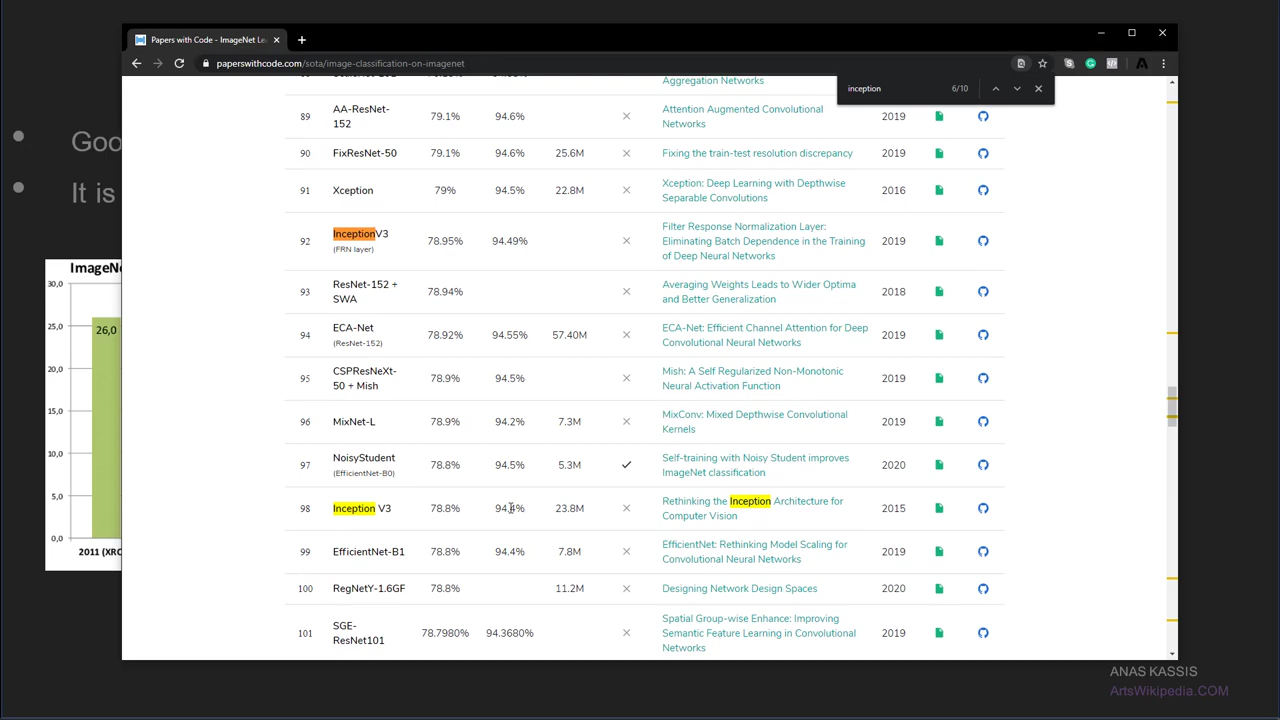 Papers with Code - ImageNet Le
paperswithcode.com/sota/image-classification-on-imagenet
inception 6/10
Aggregation Networks
89 AA-ResNet-152 79.1% 94.6% Attention Augmented Convolutional Networks 2019
90 FixResNet-50 79.1% 94.6% 25.6M Fixing the train-test resolution discrepancy 2019
91 Xception 79% 94.5% 22.8M Xception: Deep Learning with Depthwise Separable Convolutions 2016
92 InceptionV3 (FRN layer) 78.95% 94.49% Filter Response Normalization Layer: Eliminating Batch Dependence in the Training of Deep Neural Networks 2019
93 ResNet-152 + SWA 78.94% Averaging Weights Leads to Wider Optima and Better Generalization 2018
94 ECA-Net (ResNet-152) 78.92% 94.55% 57.40M ECA-Net: Efficient Channel Attention for Deep Convolutional Neural Networks 2019
95 CSPResNeXt-50 + Mish 78.9% 94.5% Mish: A Self Regularized Non-Monotonic Neural Activation Function 2019
96 MixNet-L 78.9% 94.2% 7.3M MixConv: Mixed Depthwise Convolutional Kernels 2019
97 NoisyStudent (EfficientNet-B0) 78.8% 94.5% 5.3M Self-training with Noisy Student improves ImageNet classification 2020
98 Inception V3 78.8% 94.4% 23.8M Rethinking the Inception Architecture for Computer Vision 2015
99 EfficientNet-B1 78.8% 94.4% 7.8M EfficientNet: Rethinking Model Scaling for Convolutional Neural Networks 2019
100 RegNetY-1.6GF 78.8% 11.2M Designing Network Design Spaces 2020
101 SGE-ResNet101 78.7980% 94.3680% Spatial Group-wise Enhance: Improving Semantic Feature Learning in Convolutional Networks 2019
Goo
It is
ImageNe
30,0
26,0
25,0
20,0
15,0
10,0
5,0
0,0
2011 (XRC
ANAS KASSIS
ArtsWikipedia.COM